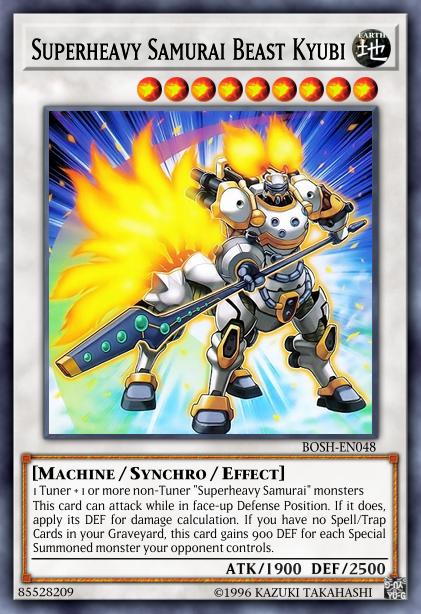 SUPERHEAVY SAMURAI BEAST KYUBI
EARTH
地
BOSH-EN048
[MACHINE / SYNCHRO / EFFECT]
1 Tuner + 1 or more non-Tuner "Superheavy Samurai" monsters
This card can attack while in face-up Defense Position. If it does,
apply its DEF for damage calculation. If you have no Spell/Trap
Cards in your Graveyard, this card gains 900 DEF for each Special
Summoned monster your opponent controls.
ATK/1900 DEF/2500
85528209
©1996 KAZUKI TAKAHASHI